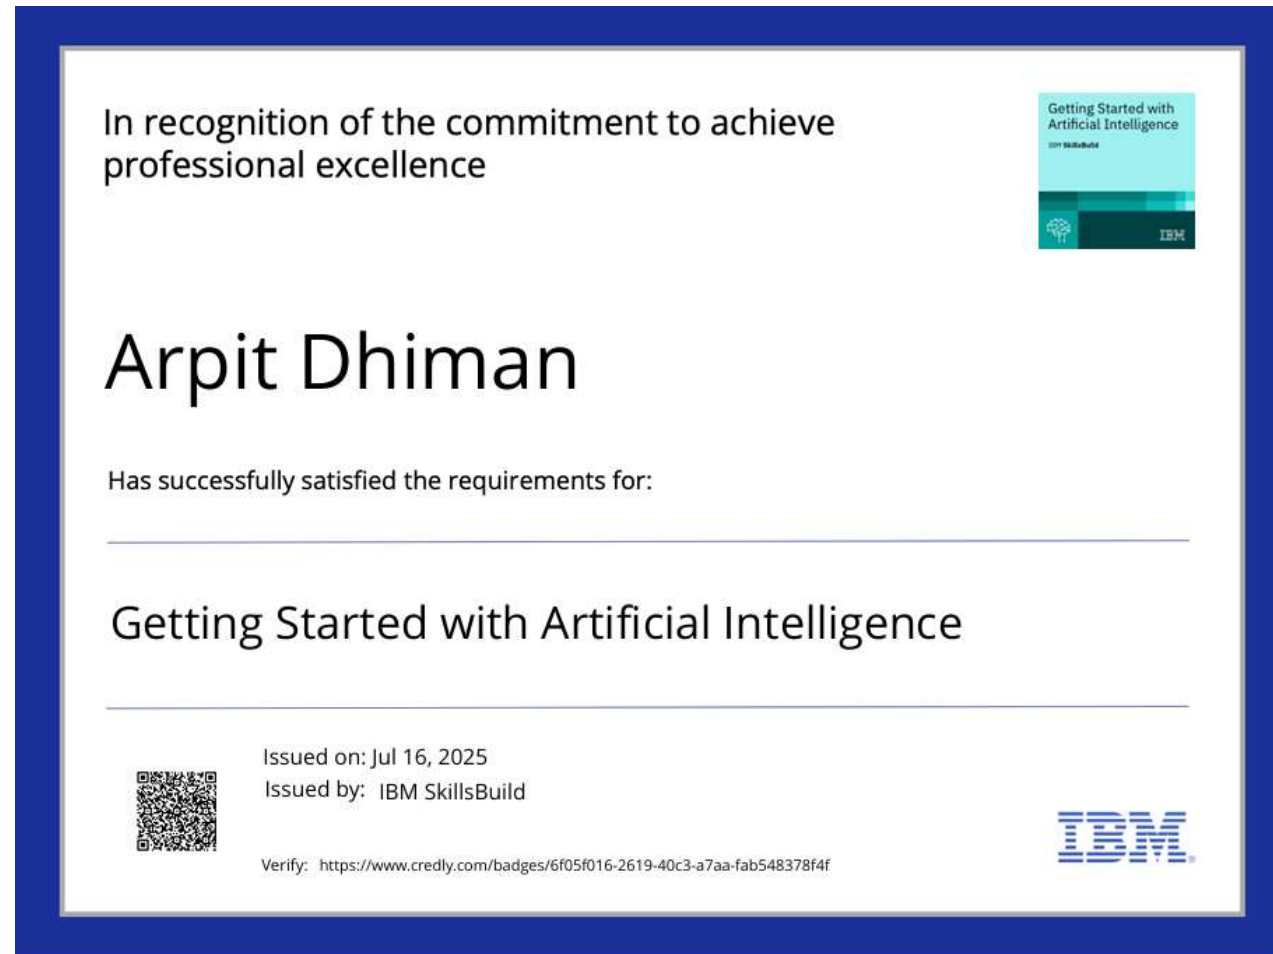 In recognition of the commitment to achieve
professional excellence
Getting Started with
Artificial Intelligence
IBM SkillsBuild
IBM
Arpit Dhiman
Has successfully satisfied the requirements for:
Getting Started with Artificial Intelligence
Issued on: Jul 16, 2025
Issued by: IBM SkillsBuild
IBM®
Verify: https://www.credly.com/badges/6f05f016-2619-40c3-a7aa-fab548378f4f